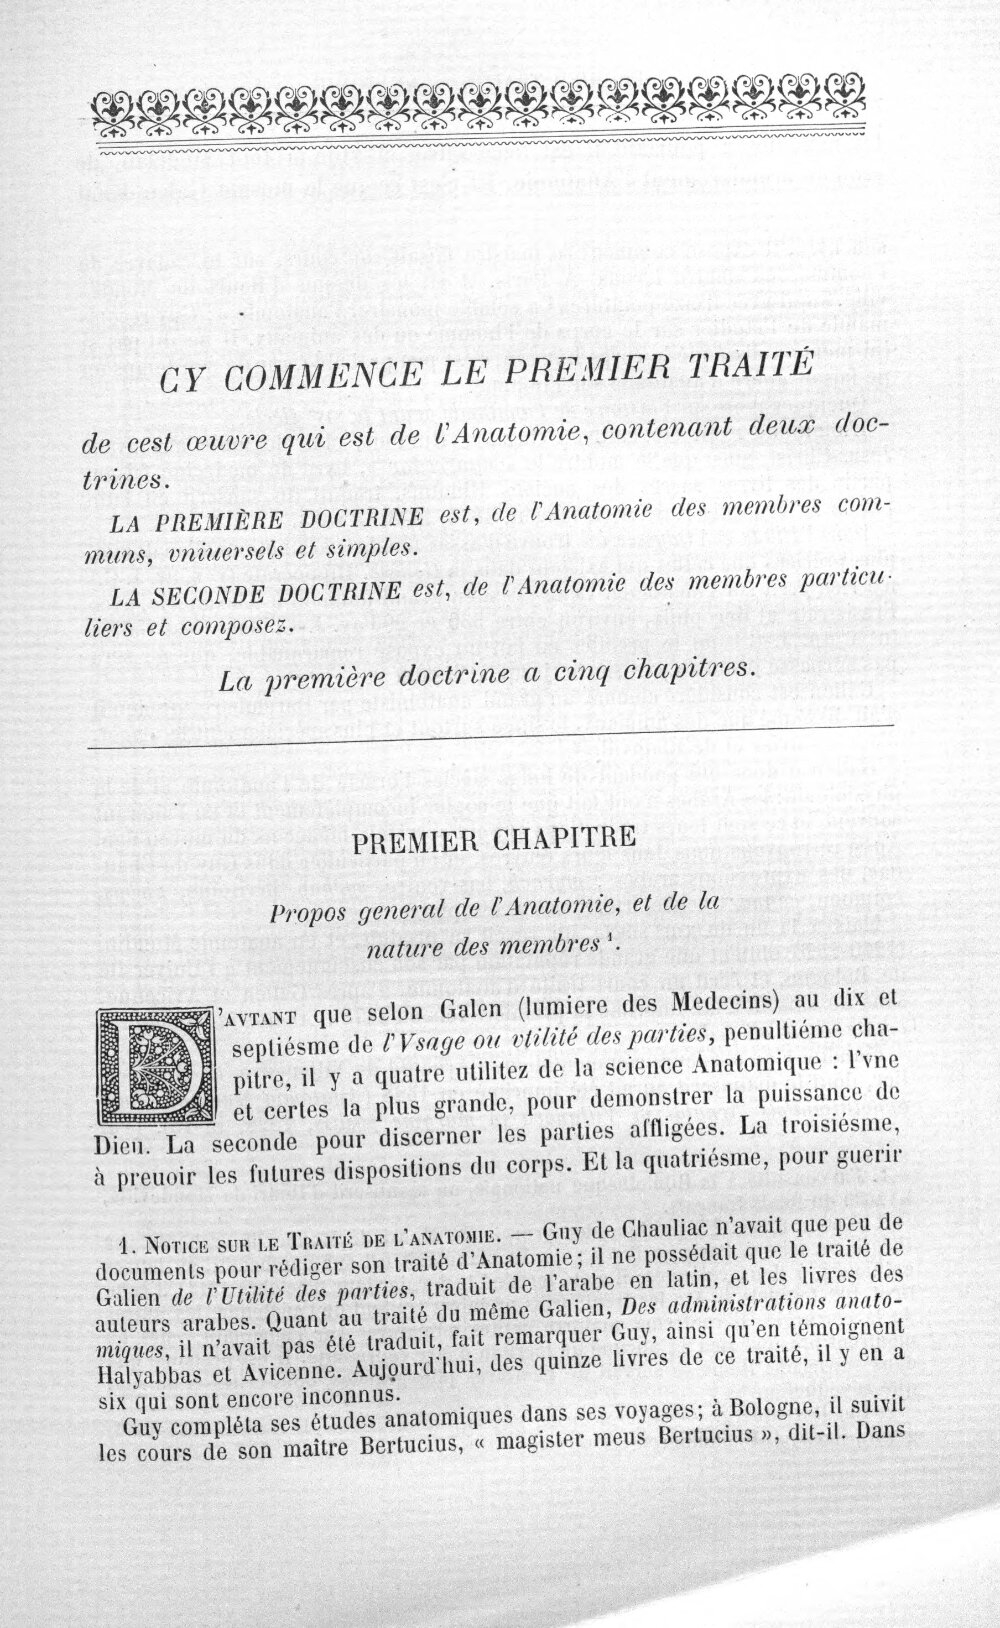 CY COMMENCE LE PREMIER TRAITÉ
de cest œuvre qui est de l'Anatomie, contenant deux doc-
trines.
LA PREMIÈRE DOCTRINE est, de l'Anatomie des membres com-
muns, vniuersels et simples.
LA SECONDE DOCTRINE est, de l'Anatomie des membres particu-
liers et composez.
La première doctrine a cinq chapitres.
PREMIER CHAPITRE
Propos general de l'Anatomie, et de la
nature des membres¹.
D'AVTANT que selon Galen (lumiere des Medecins) au dix et
septiésme de l'Vsage ou vtilité des parties, penultiéme cha-
pitre, il y a quatre utilitez de la science Anatomique : l'vne
et certes la plus grande, pour demonstrer la puissance de
Dieu. La seconde pour discerner les parties affligées. La troisiésme,
à preuoir les futures dispositions du corps. Et la quatriésme, pour guerir
1. NOTICE SUR LE TRAITÉ DE L'ANATOMIE. — Guy de Chauliac n'avait que peu de
documents pour rédiger son traité d'Anatomie ; il ne possédait que le traité de
Galien de l'Utilité des parties, traduit de l'arabe en latin, et les livres des
auteurs arabes. Quant au traité du même Galien, Des administrations anato-
miques, il n'avait pas été traduit, fait remarquer Guy, ainsi qu'en témoignent
Halyabbas et Avicenne. Aujourd'hui, des quinze livres de ce traité, il y en a
six qui sont encore inconnus.
Guy compléta ses études anatomiques dans ses voyages ; à Bologne, il suivit
les cours de son maître Bertucius, « magister meus Bertucius », dit-il. Dans